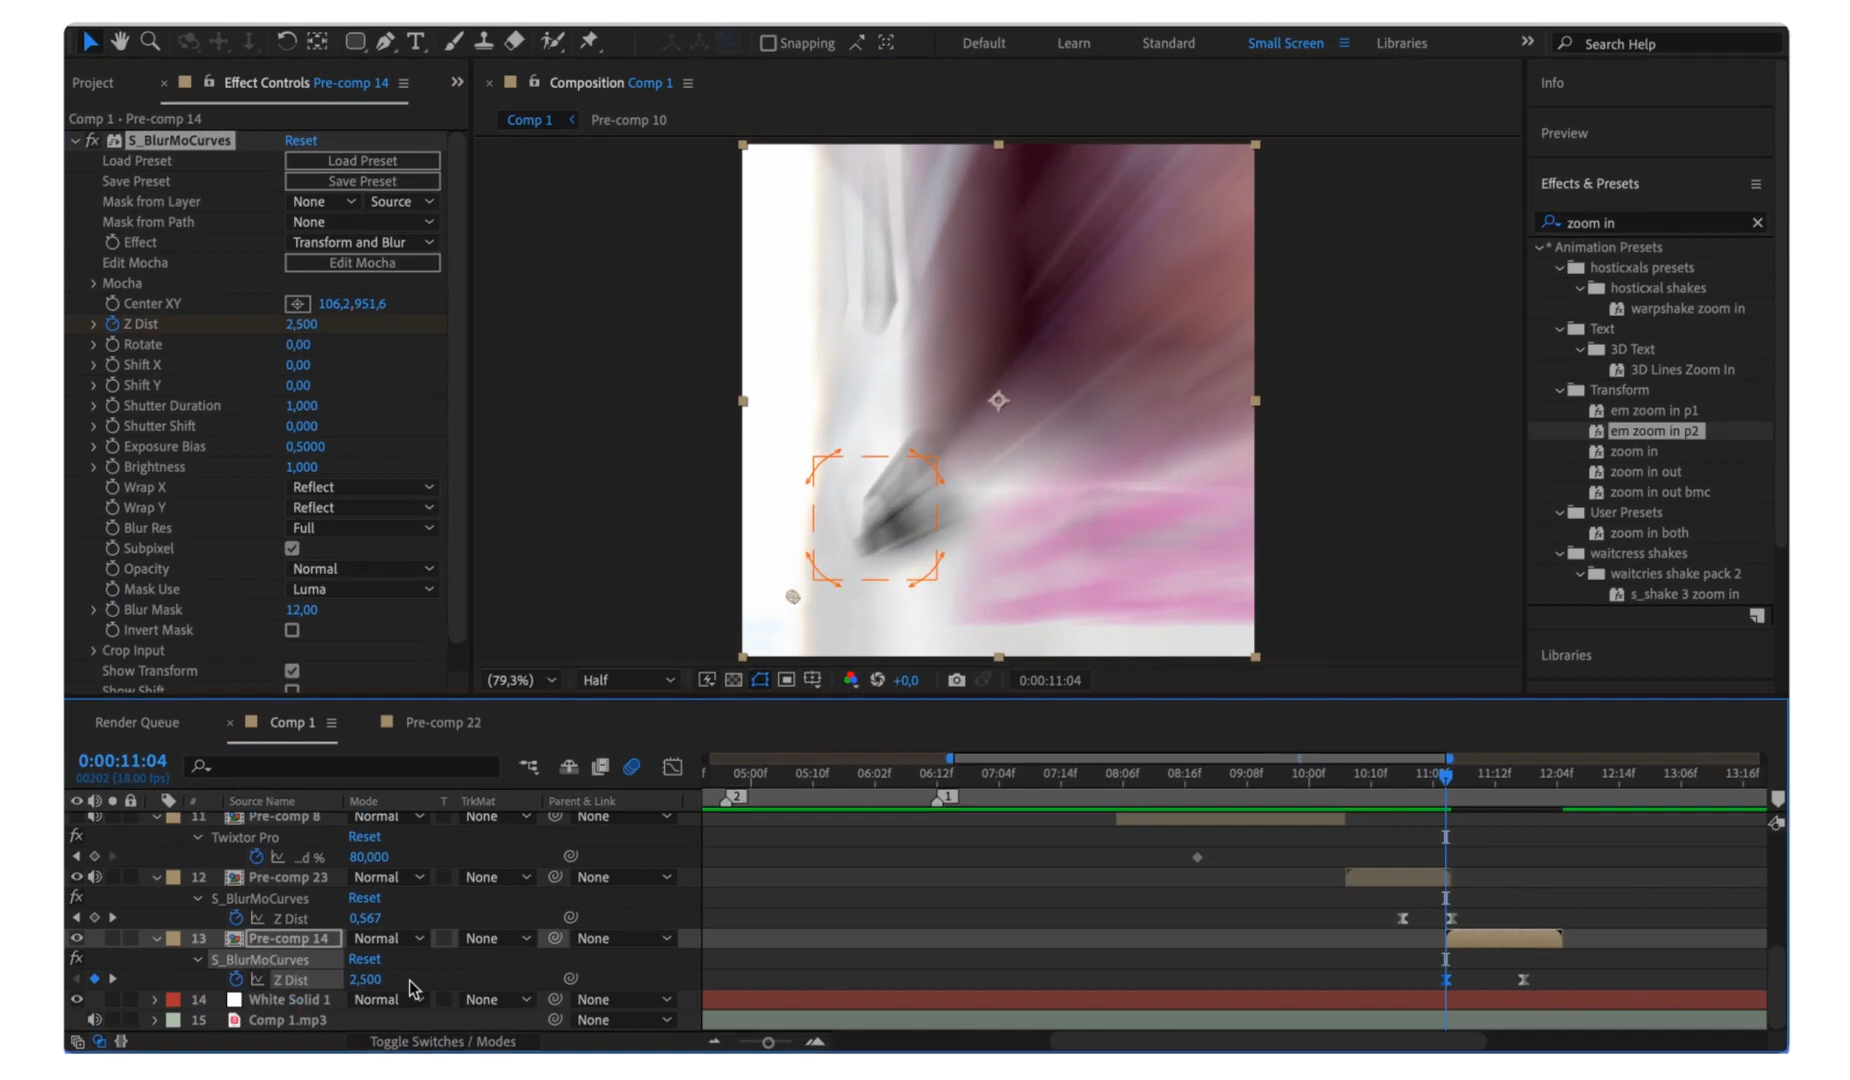 T
Snapping
Default
Learn
Standard
Small Screen
Libraries
Search Help
Project
Effect Controls Pre-comp 14
Comp 1 • Pre-comp 14
fx S_BlurMoCurves Reset
Load Preset Load Preset
Save Preset Save Preset
Mask from Layer None Source
Mask from Path None
Effect Transform and Blur
Edit Mocha Edit Mocha
Mocha
Center XY 106,2,951,6
Z Dist 2,500
Rotate 0,00
Shift X 0,00
Shift Y 0,00
Shutter Duration 1,000
Shutter Shift 0,000
Exposure Bias 0,5000
Brightness 1,000
Wrap X Reflect
Wrap Y Reflect
Blur Res Full
Subpixel
Opacity Normal
Mask Use Luma
Blur Mask 12,00
Invert Mask
Crop Input
Show Transform
Show Shift
Composition Comp 1
Comp 1 Pre-comp 10
(79,3%) Half +0,0 0:00:11:04
Info
Preview
Effects & Presets
zoom in
* Animation Presets
hosticxals presets
hosticxal shakes
warpshake zoom in
Text
3D Text
3D Lines Zoom In
Transform
em zoom in p1
em zoom in p2
zoom in
zoom in out
zoom in out bmc
User Presets
zoom in both
waitcress shakes
waitcries shake pack 2
s_shake 3 zoom in
Libraries
Render Queue Comp 1 Pre-comp 22
0:00:11:04
00202 (18.00 fps)
f 05:00f 05:10f 06:02f 06:12f 07:04f 07:14f 08:06f 08:16f 09:08f 10:00f 10:10f 11:0 11:12f 12:04f 12:14f 13:06f 13:16f
2 1
# Source Name Mode T TrkMat Parent & Link
11 Pre-comp 8 Normal None None
fx Twixtor Pro Reset
...d % 80,000
12 Pre-comp 23 Normal None None
fx S_BlurMoCurves Reset
Z Dist 0,567
13 Pre-comp 14 Normal None None
fx S_BlurMoCurves Reset
Z Dist 2,500
14 White Solid 1 Normal None None
15 Comp 1.mp3 None
Toggle Switches / Modes